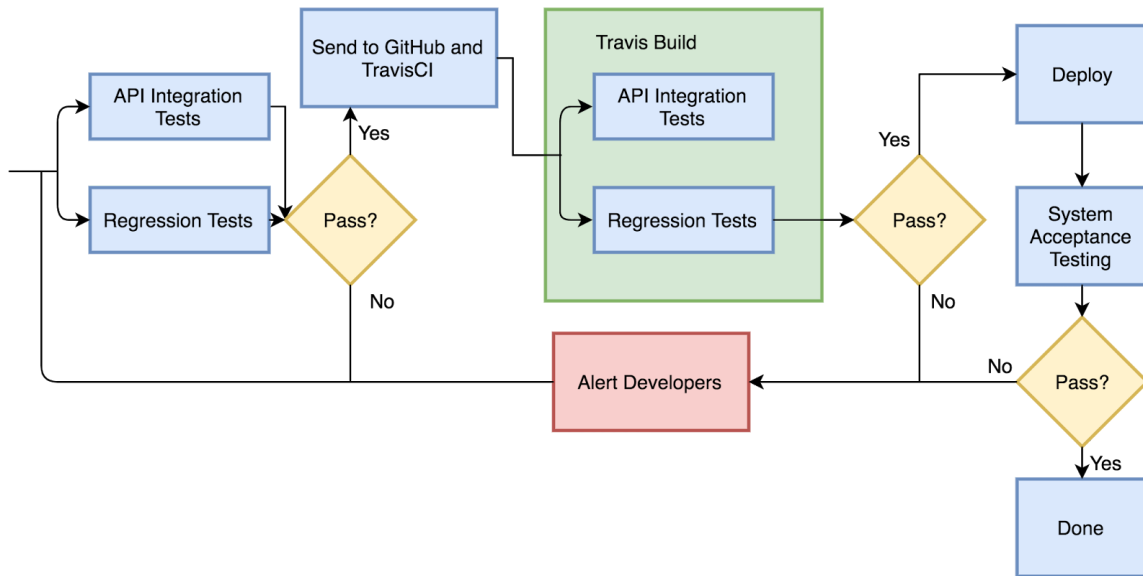 Send to GitHub and
TravisCI
API Integration
Tests
Yes
Regression Tests
Pass?
No
Travis Build
API Integration
Tests
Regression Tests
Yes
Pass?
No
Deploy
System
Acceptance
Testing
No
Pass?
Yes
Alert Developers
Done